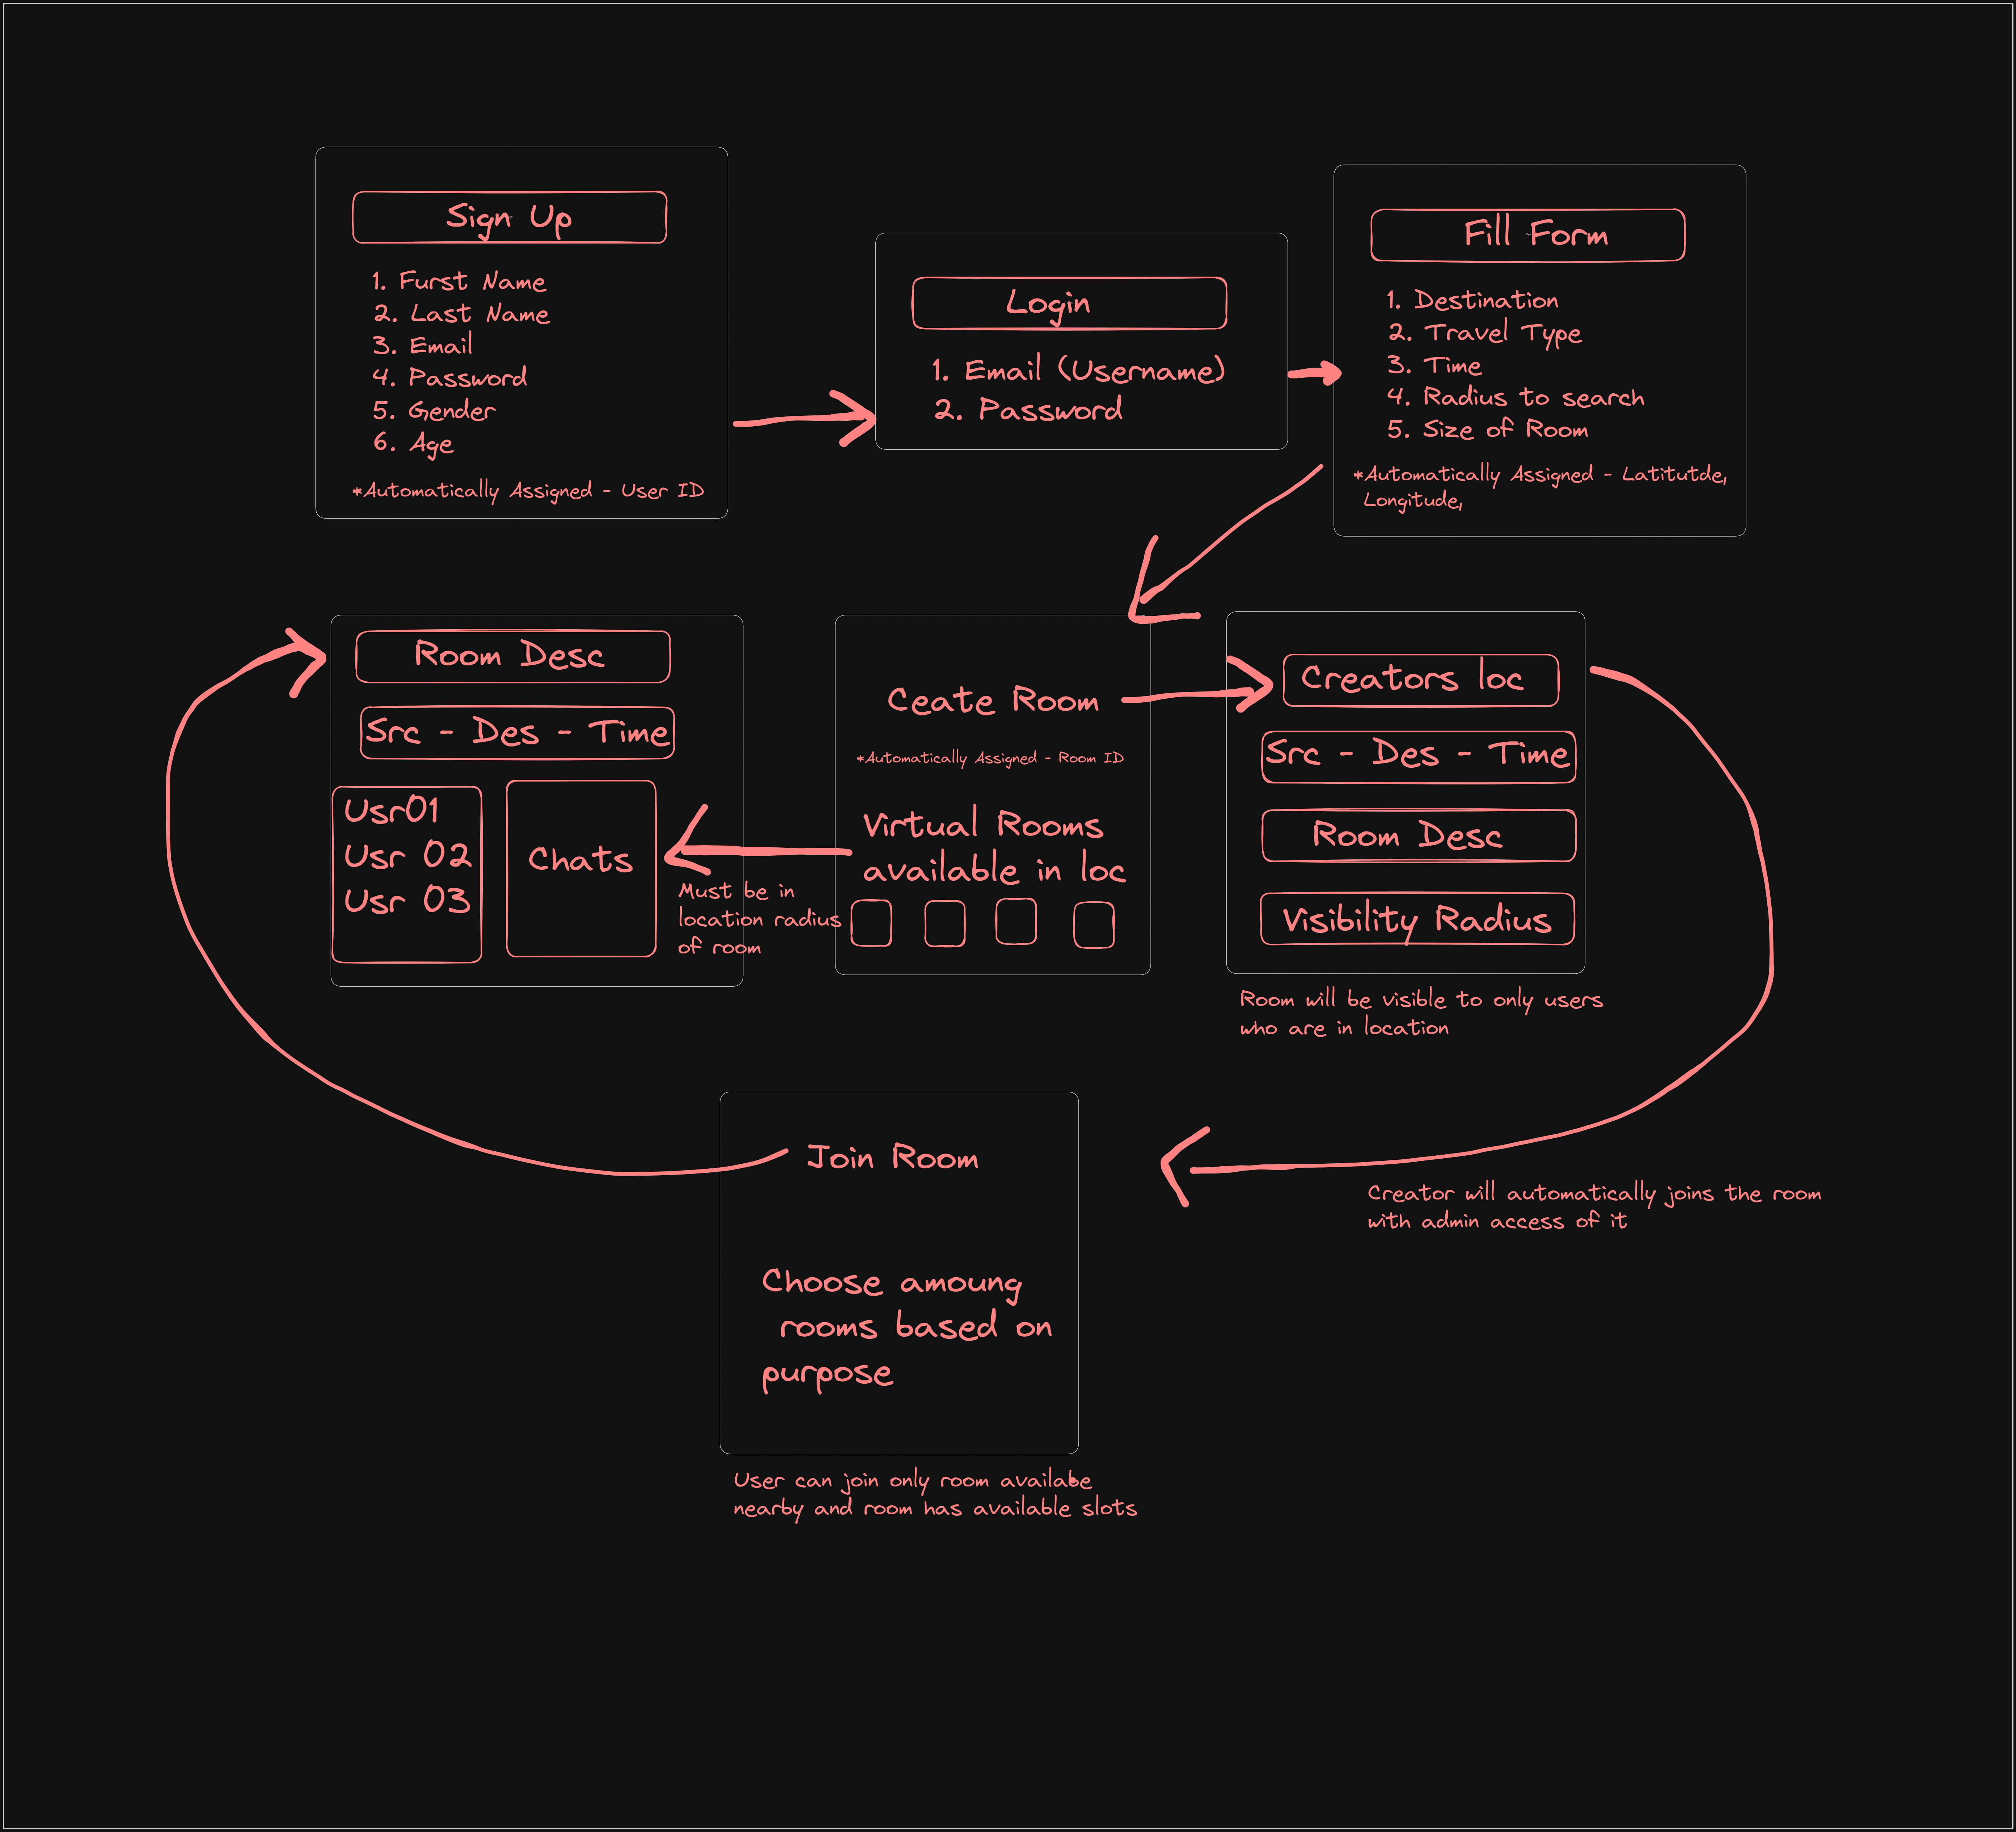 Sign Up
1. Furst Name
2. Last Name
3. Email
4. Password
5. Gender
6. Age
*Automatically Assigned - User ID
Login
1. Email (Username)
2. Password
Fill Form
1. Destination
2. Travel Type
3. Time
4. Radius to search
5. Size of Room
*Automatically Assigned - Latitutde,
Longitude,
Room Desc
Src - Des - Time
Usr01
Usr 02
Usr 03
Chats
Must be in
location radius
of room
Ceate Room
*Automatically Assigned - Room ID
Virtual Rooms
available in loc
Creators loc
Src - Des - Time
Room Desc
Visibility Radius
Room will be visible to only users
who are in location
Join Room
Choose amoung
rooms based on
purpose
User can join only room availabe
nearby and room has available slots
Creator will automatically joins the room
with admin access of it